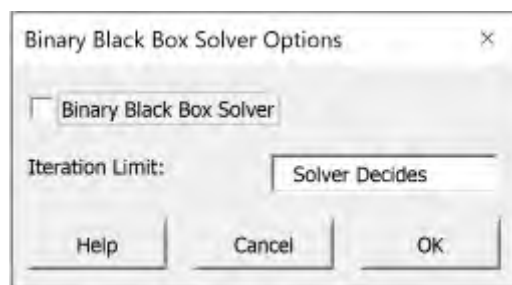 Binary Black Box Solver Options
Binary Black Box Solver
Iteration Limit: Solver Decides
Help Cancel OK